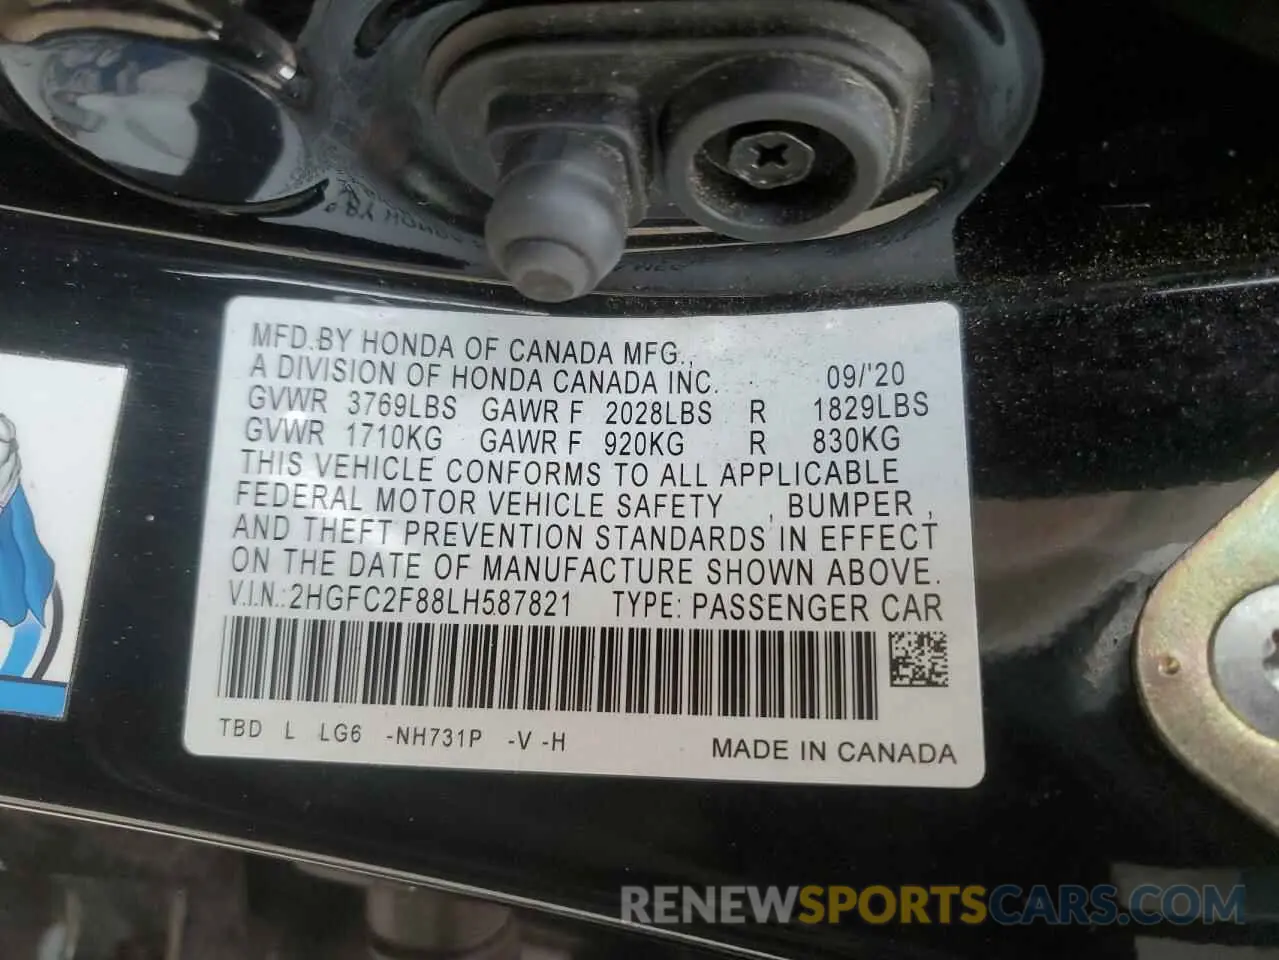 MFD. BY HONDA OF CANADA MFG.,
A DIVISION OF HONDA CANADA INC. 09/'20
GVWR 3769LBS GAWR F 2028LBS R 1829LBS
GVWR 1710KG GAWR F 920KG R 830KG
THIS VEHICLE CONFORMS TO ALL APPLICABLE
FEDERAL MOTOR VEHICLE SAFETY , BUMPER ,
AND THEFT PREVENTION STANDARDS IN EFFECT
ON THE DATE OF MANUFACTURE SHOWN ABOVE.
V.I.N.: 2HGFC2F88LH587821 TYPE: PASSENGER CAR
TBD L LG6 -NH731P -V -H
MADE IN CANADA
RENEWSPORTSCARS.COM